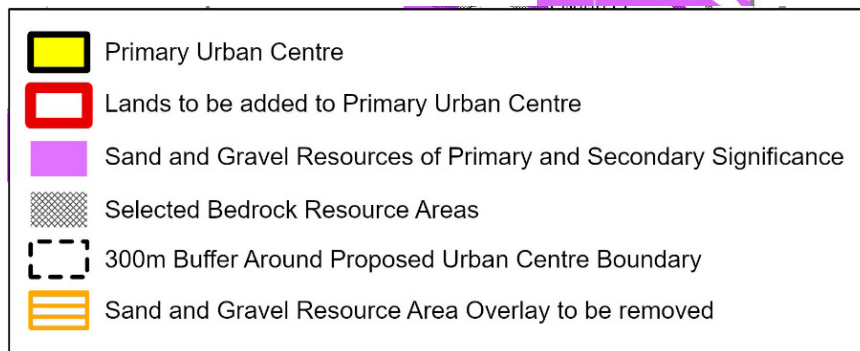 Primary Urban Centre
Lands to be added to Primary Urban Centre
Sand and Gravel Resources of Primary and Secondary Significance
Selected Bedrock Resource Areas
300m Buffer Around Proposed Urban Centre Boundary
Sand and Gravel Resource Area Overlay to be removed